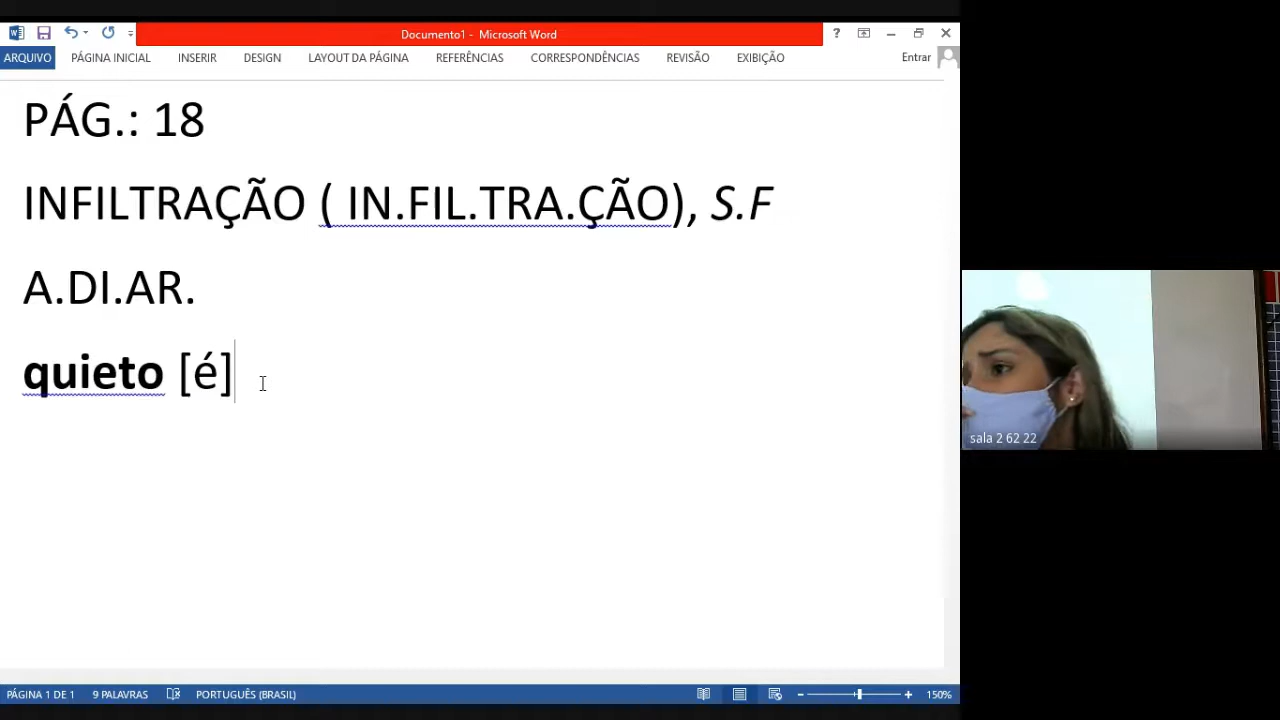 Documento1 - Microsoft Word
?
ARQUIVO PÁGINA INICIAL INSERIR DESIGN LAYOUT DA PÁGINA REFERÊNCIAS CORRESPONDÊNCIAS REVISÃO EXIBIÇÃO Entrar
PÁG.: 18
INFILTRAÇÃO ( IN.FIL.TRA.ÇÃO), S.F
A.DI.AR.
quieto [é]
sala 2 62 22
PÁGINA 1 DE 1 9 PALAVRAS PORTUGUÊS (BRASIL) 150%